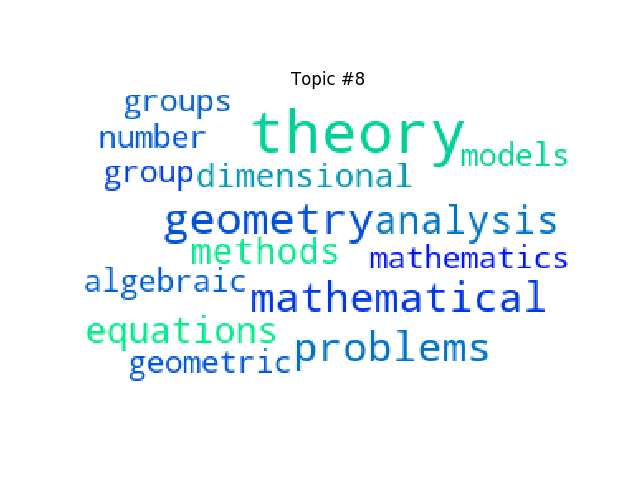 Topic #8
groups
theory
number
models
group dimensional
geometry analysis
methods mathematics
algebraic
mathematical
equations
problems
geometric